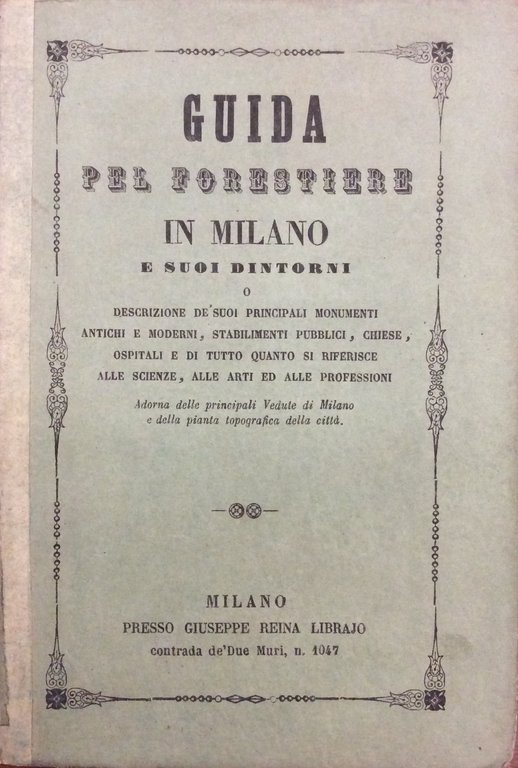 GUIDA
PEL FORESTIERE
IN MILANO
E SUOI DINTORNI
O
DESCRIZIONE DE'SUOI PRINCIPALI MONUMENTI
ANTICHI E MODERNI, STABILIMENTI PUBBLICI, CHIESE,
OSPITALI E DI TUTTO QUANTO SI RIFERISCE
ALLE SCIENZE, ALLE ARTI ED ALLE PROFESSIONI
Adorna delle principali Vedute di Milano
e della pianta topografica della città.
MILANO
PRESSO GIUSEPPE REINA LIBRAJO
contrada de'Due Muri, n. 1047